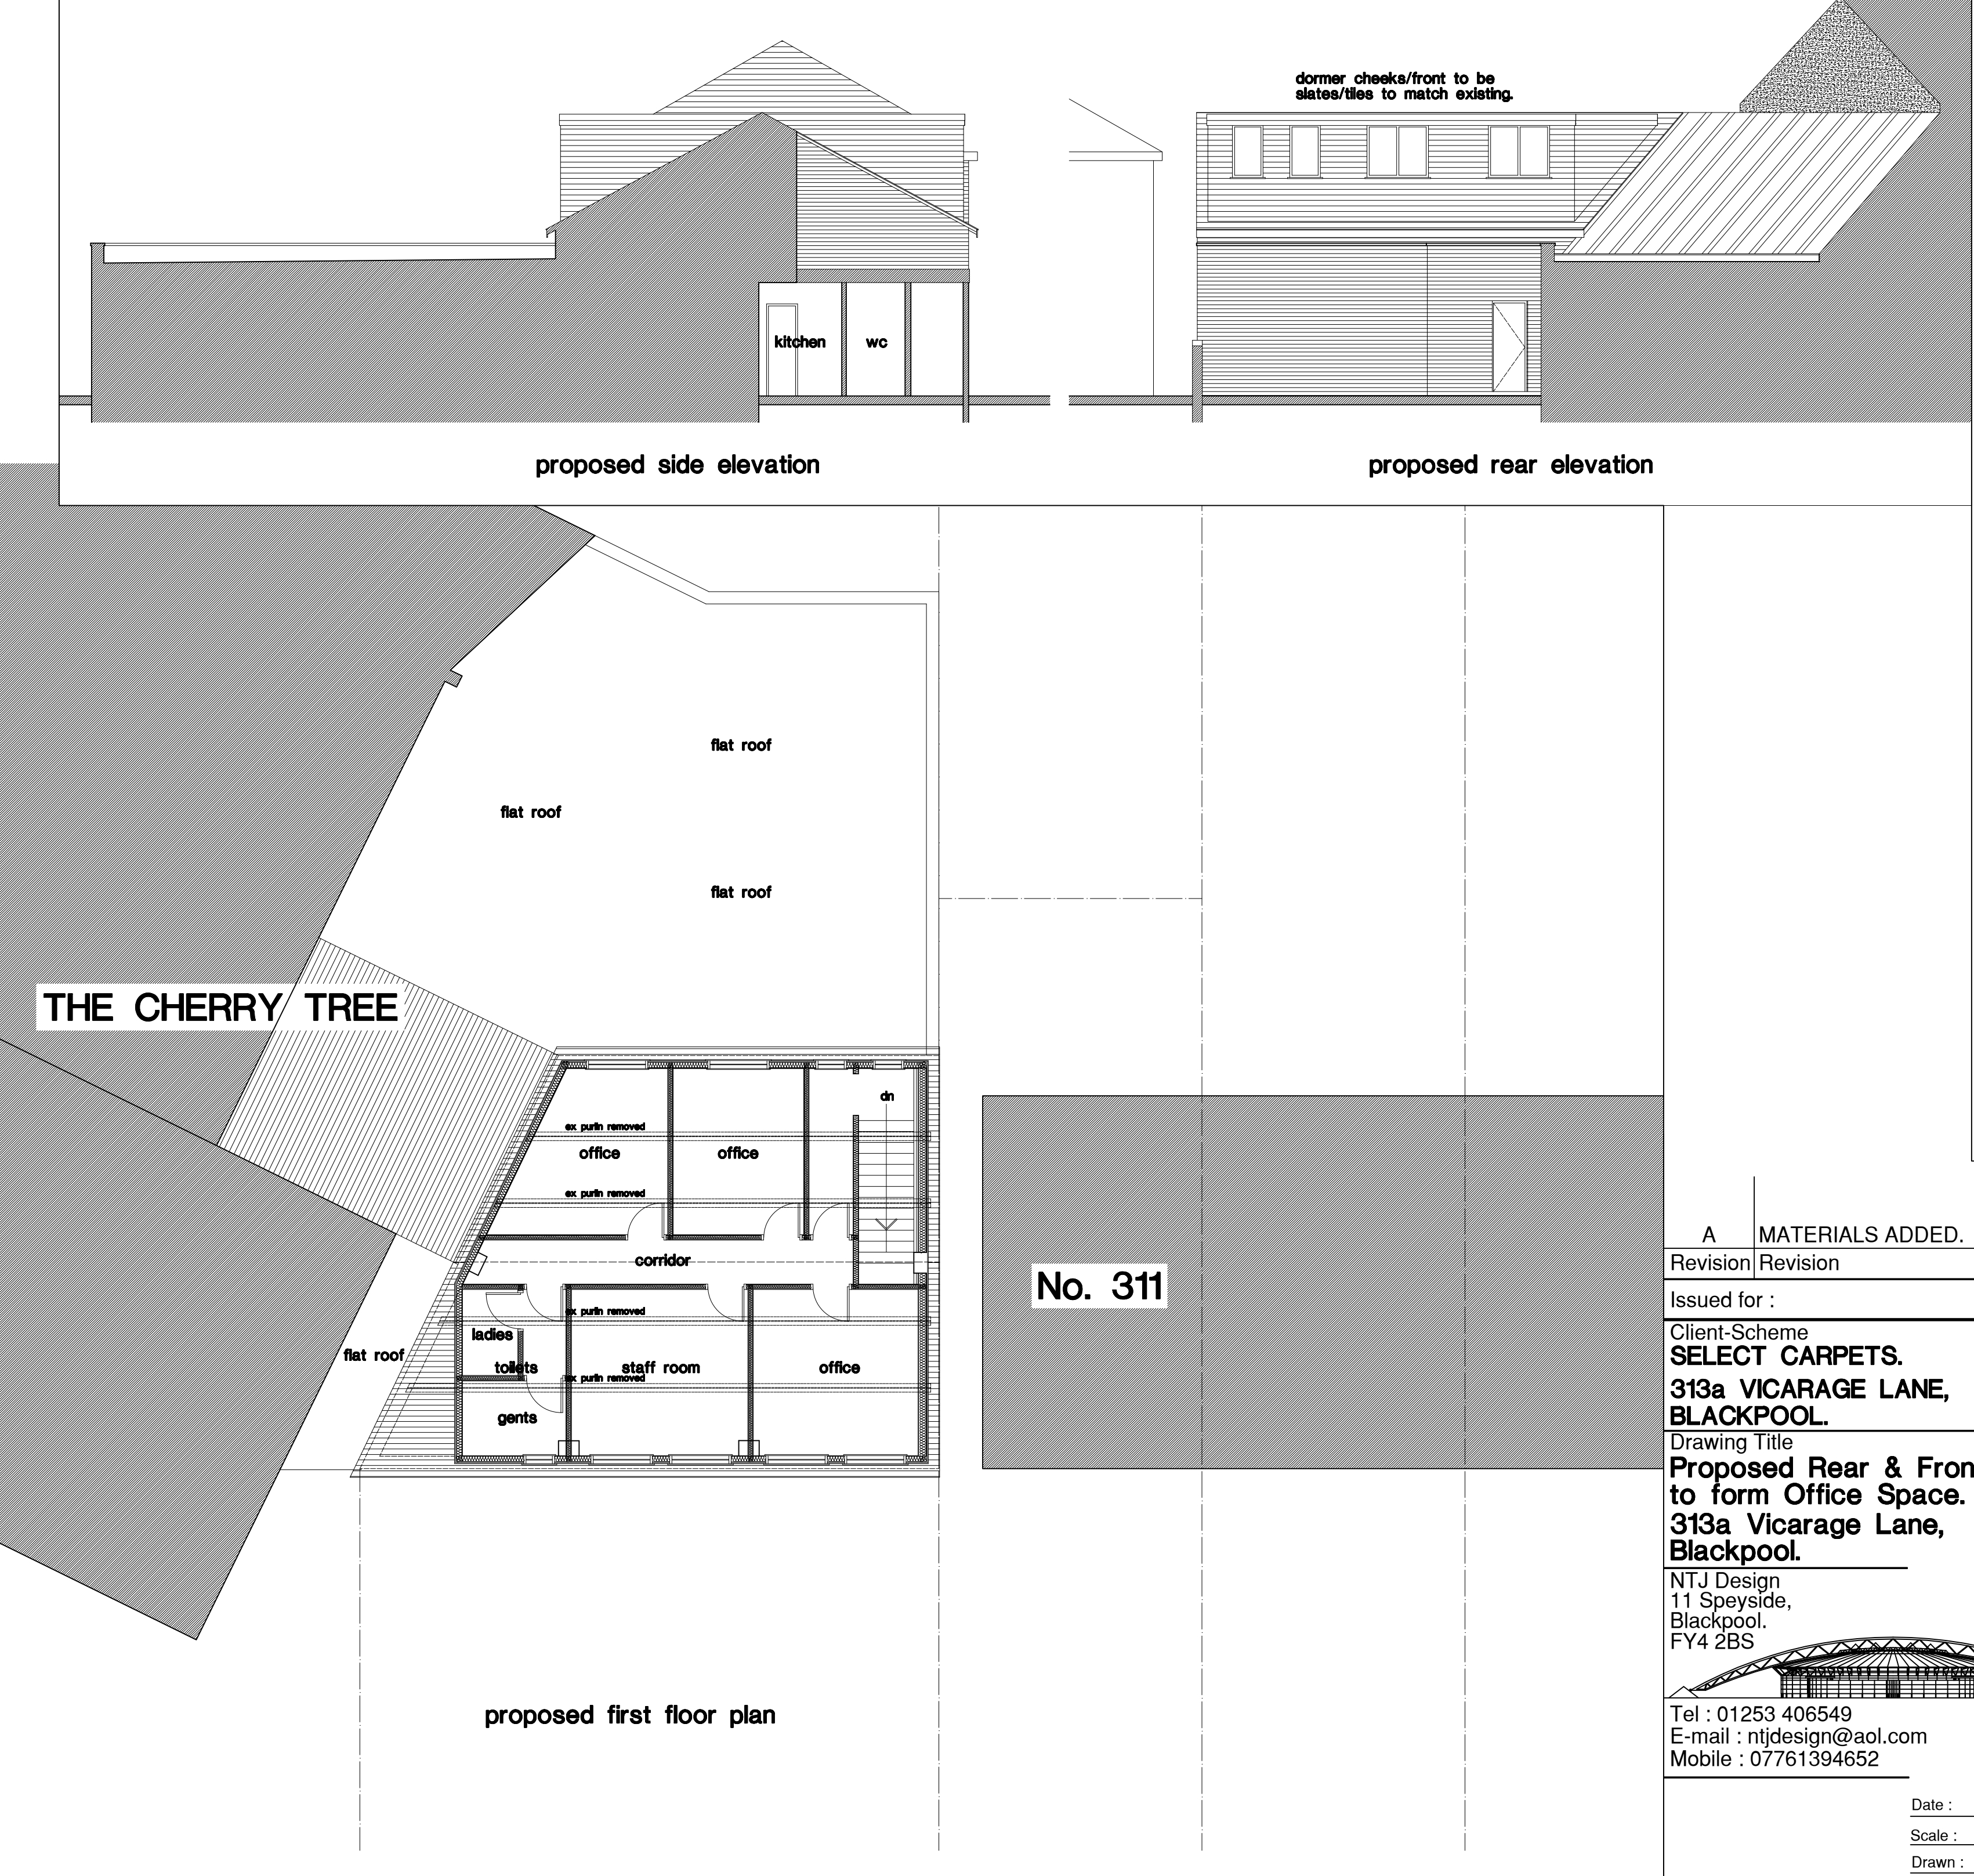 dormer cheeks/front to be
slates/tiles to match existing.
kitchen
wc
proposed side elevation
proposed rear elevation
flat roof
flat roof
flat roof
THE CHERRY TREE
dn
ex purlin removed
office
office
ex purlin removed
corridor
ex purlin removed
ladies
flat roof
toilets
staff room
office
ex purlin removed
gents
No. 311
proposed first floor plan
A MATERIALS ADDED.
Revision Revision
Issued for :
Client-Scheme
SELECT CARPETS.
313a VICARAGE LANE,
BLACKPOOL.
Drawing Title
Proposed Rear & Fron
to form Office Space.
313a Vicarage Lane,
Blackpool.
NTJ Design
11 Speyside,
Blackpool.
FY4 2BS
Tel : 01253 406549
E-mail : ntjdesign@aol.com
Mobile : 07761394652
Date :
Scale :
Drawn :